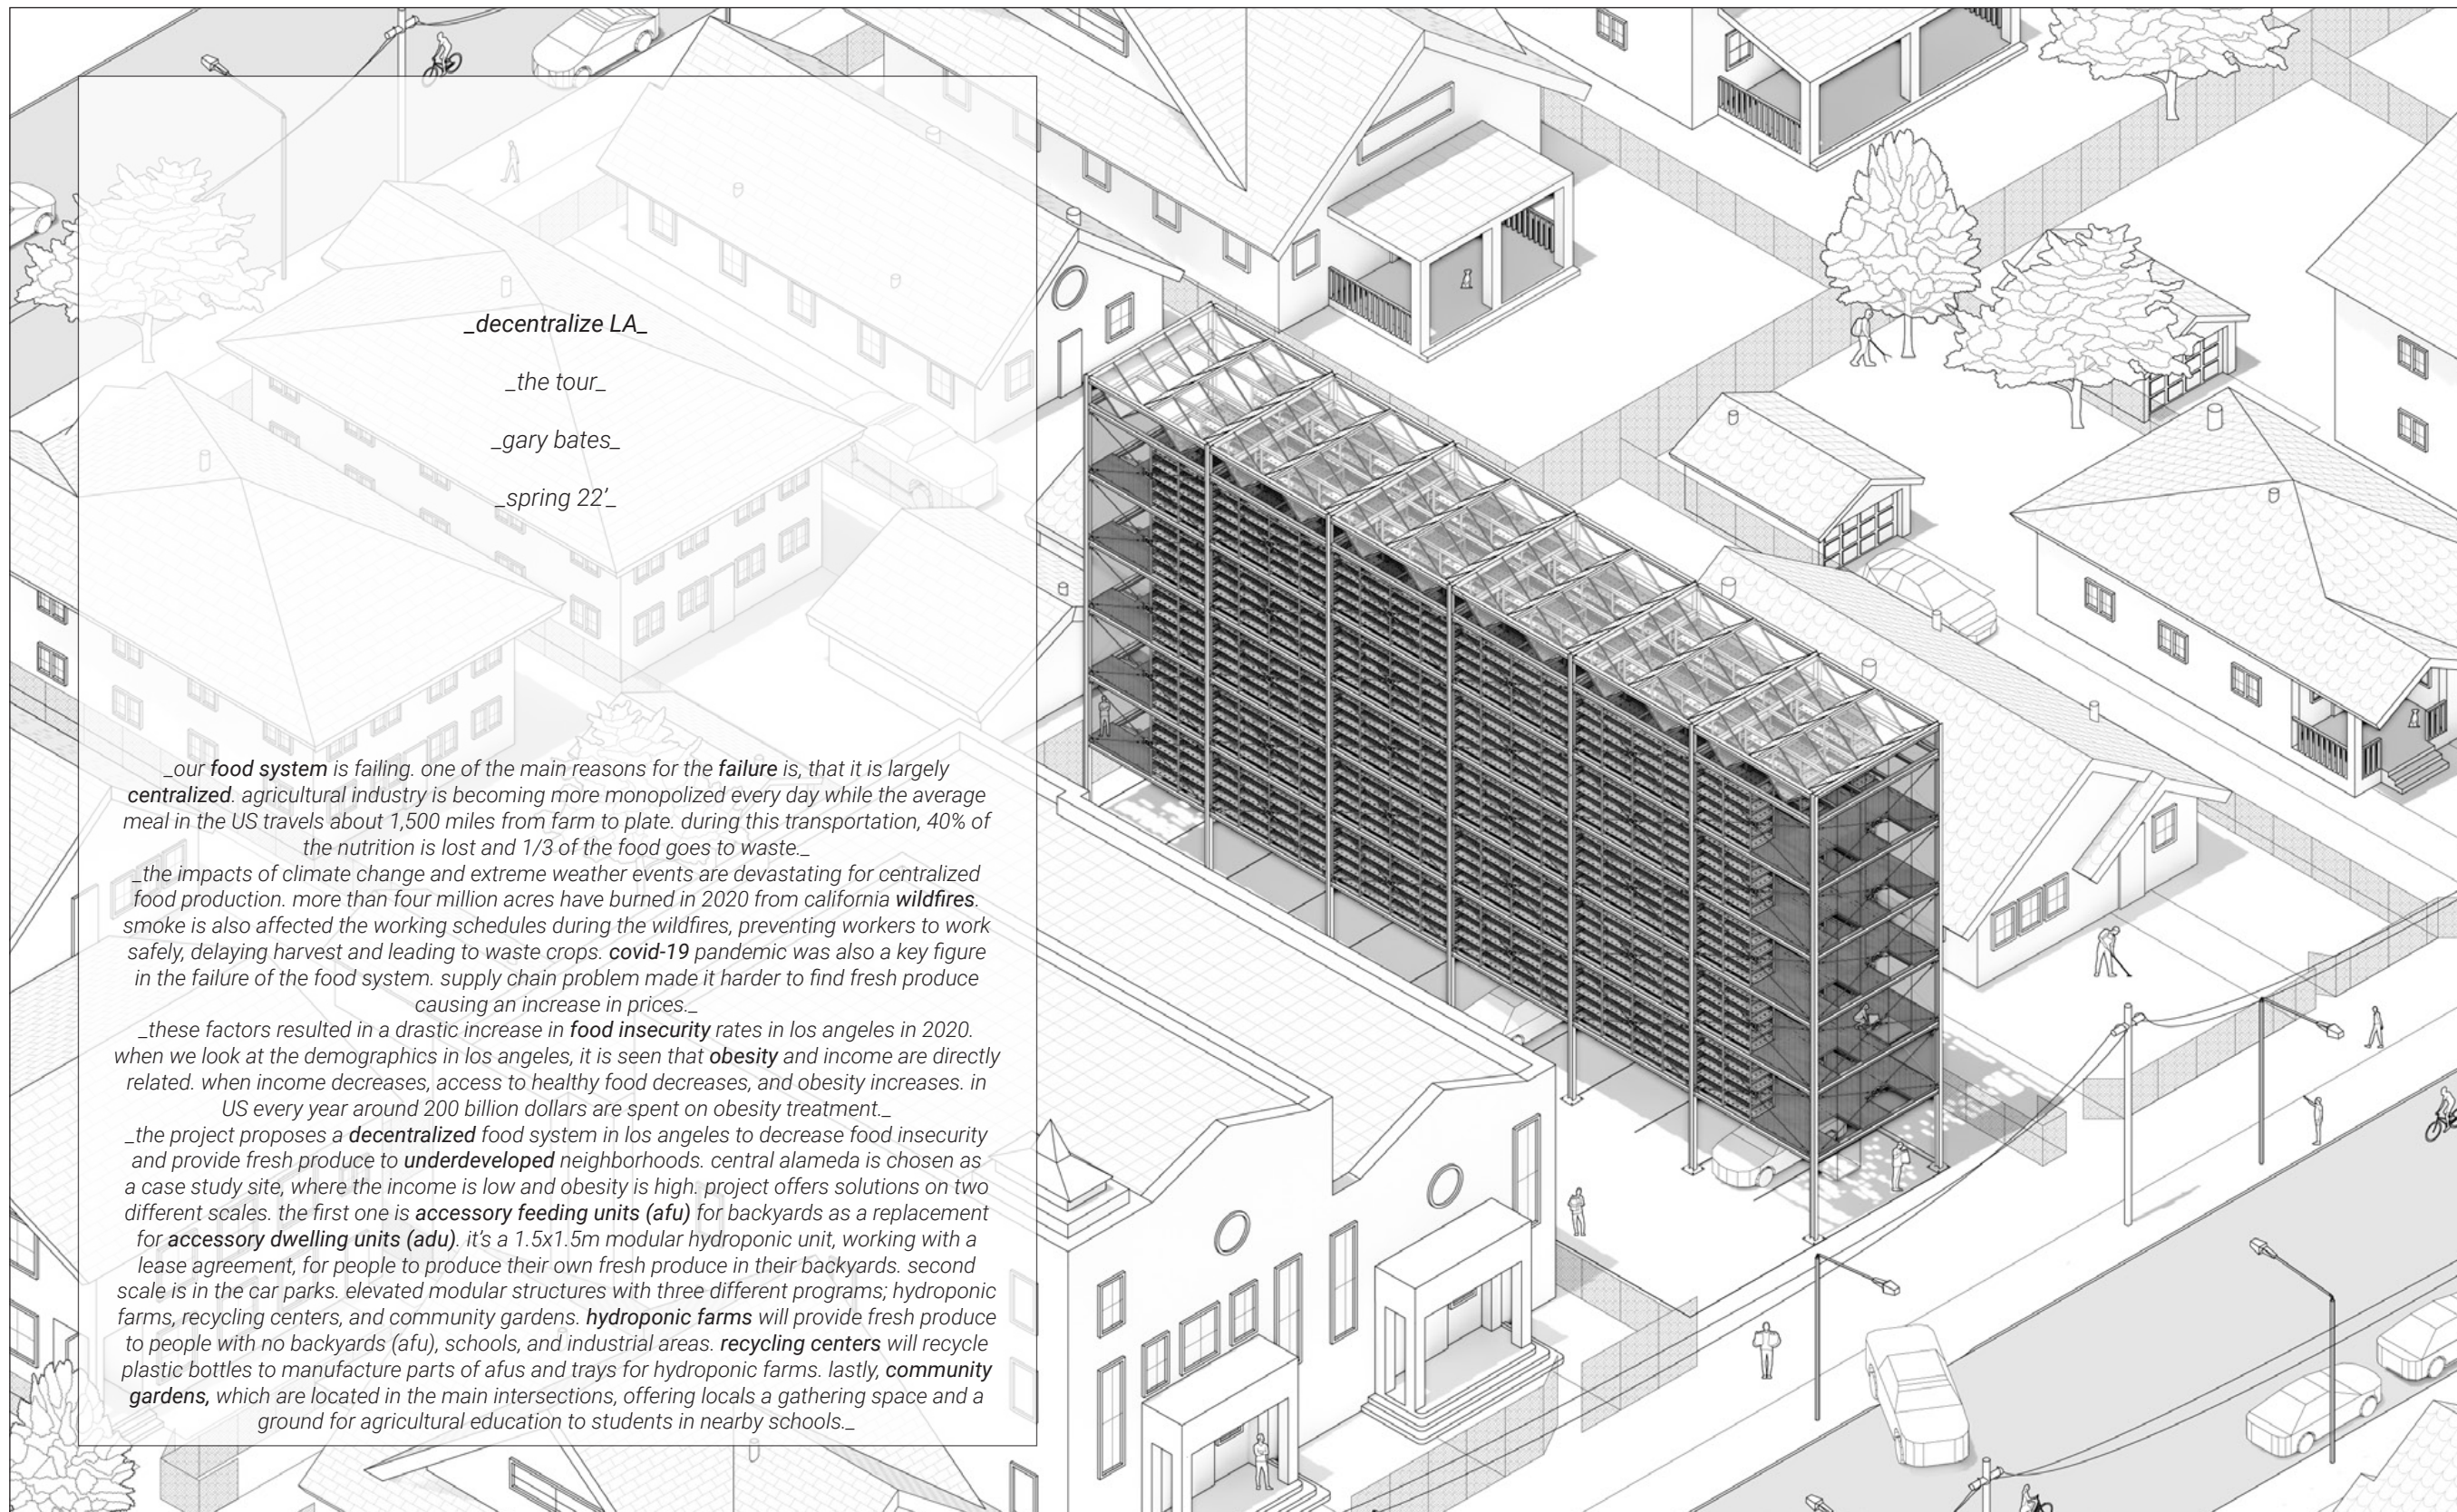 _decentralize LA_
_the tour_
_gary bates_
_spring 22'_
_our food system is failing. one of the main reasons for the failure is, that it is largely
centralized. agricultural industry is becoming more monopolized every day while the average
meal in the US travels about 1,500 miles from farm to plate. during this transportation, 40% of
the nutrition is lost and 1/3 of the food goes to waste._
_the impacts of climate change and extreme weather events are devastating for centralized
food production. more than four million acres have burned in 2020 from california wildfires.
smoke is also affected the working schedules during the wildfires, preventing workers to work
safely, delaying harvest and leading to waste crops. covid-19 pandemic was also a key figure
in the failure of the food system. supply chain problem made it harder to find fresh produce
causing an increase in prices._
_these factors resulted in a drastic increase in food insecurity rates in los angeles in 2020.
when we look at the demographics in los angeles, it is seen that obesity and income are directly
related. when income decreases, access to healthy food decreases, and obesity increases. in
US every year around 200 billion dollars are spent on obesity treatment._
_the project proposes a decentralized food system in los angeles to decrease food insecurity
and provide fresh produce to underdeveloped neighborhoods. central alameda is chosen as
a case study site, where the income is low and obesity is high. project offers solutions on two
different scales. the first one is accessory feeding units (afu) for backyards as a replacement
for accessory dwelling units (adu). it's a 1.5x1.5m modular hydroponic unit, working with a
lease agreement, for people to produce their own fresh produce in their backyards. second
scale is in the car parks. elevated modular structures with three different programs; hydroponic
farms, recycling centers, and community gardens. hydroponic farms will provide fresh produce
to people with no backyards (afu), schools, and industrial areas. recycling centers will recycle
plastic bottles to manufacture parts of afus and trays for hydroponic farms. lastly, community
gardens, which are located in the main intersections, offering locals a gathering space and a
ground for agricultural education to students in nearby schools._